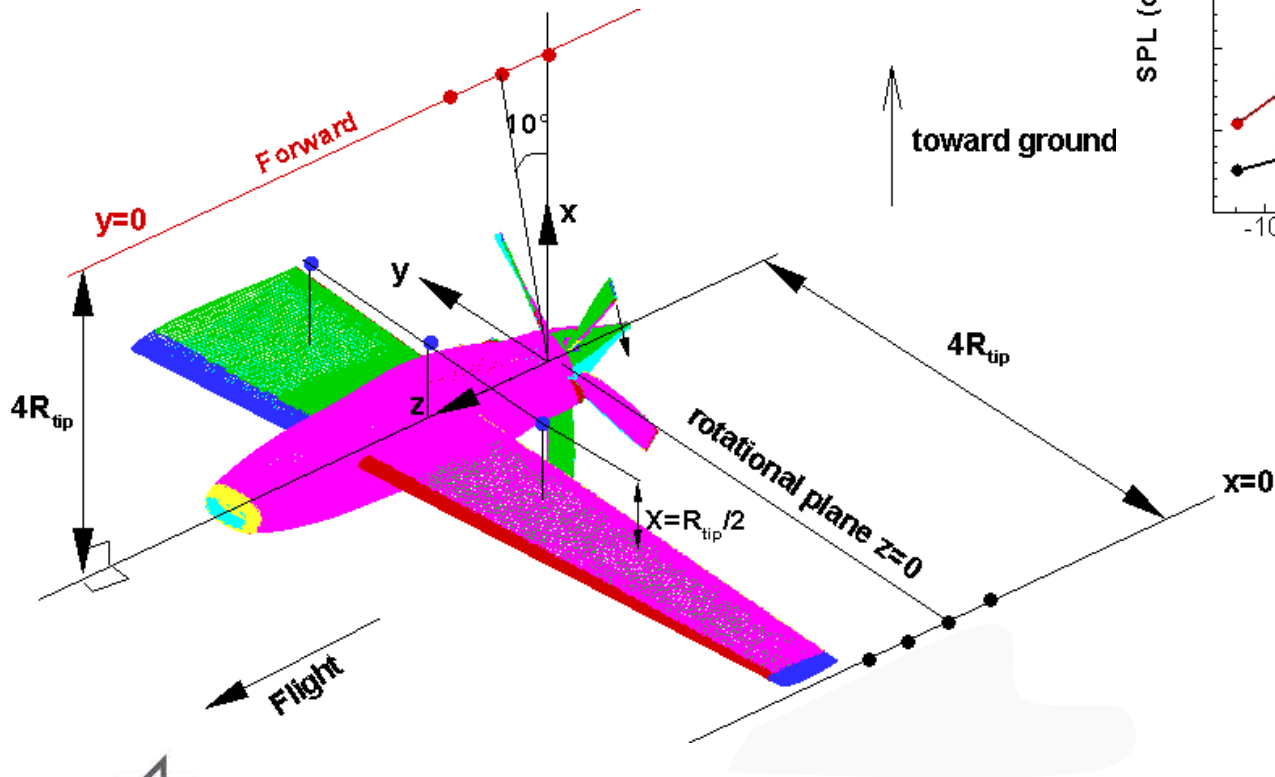 SPL (d
-10
10°
toward ground
Forward
y=0
x
y
4R_tip
4R_tip
z
rotational plane z=0
x=0
X=R_tip/2
Flight